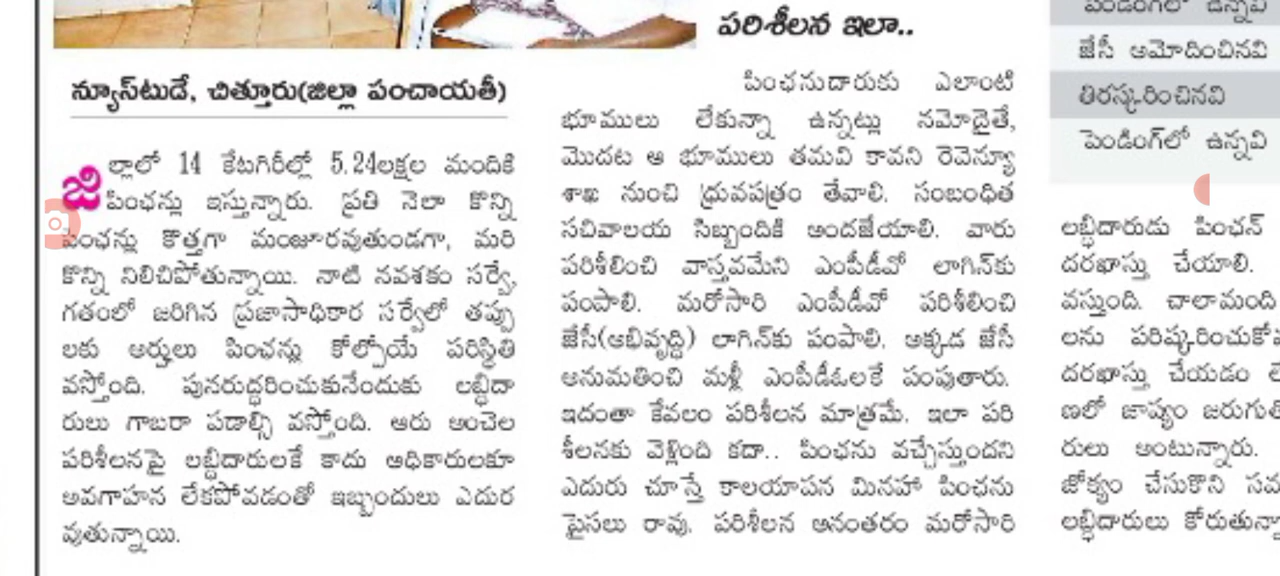 న్యూస్‌టుడే, చిత్తూరు(జిల్లా పంచాయతీ)
జిల్లాలో 14 కేటగిరీల్లో 5.24లక్షల మందికి
పింఛన్లు ఇస్తున్నారు. ప్రతి నెలా కొన్ని
పింఛన్లు కొత్తగా మంజూరవుతుండగా, మరి
కొన్ని నిలిచిపోతున్నాయి. నాటి నవశకం సర్వే,
గతంలో జరిగిన ప్రజాసాధికార సర్వేలో తప్పు
లకు అర్హులు పింఛన్లు కోల్పోయే పరిస్థితి
వస్తోంది. పునరుద్ధరించుకునేందుకు లబ్ధిదా
రులు గాబరా పడాల్సి వస్తోంది. ఆరు అంచెల
పరిశీలనపై లబ్ధిదారులకే కాదు అధికారులకూ
అవగాహన లేకపోవడంతో ఇబ్బందులు ఎదుర
వుతున్నాయి.
పరిశీలన ఇలా..
పింఛనుదారుకు ఎలాంటి
భూములు లేకున్నా ఉన్నట్లు నమోదైతే,
మొదట ఆ భూములు తమవి కావని రెవెన్యూ
శాఖ నుంచి ధ్రువపత్రం తేవాలి. సంబంధిత
సచివాలయ సిబ్బందికి అందజేయాలి. వారు
పరిశీలించి వాస్తవమేని ఎంపీడీవో లాగిన్‌కు
పంపాలి. మరోసారి ఎంపీడీవో పరిశీలించి
జేసీ(అభివృద్ధి) లాగిన్‌కు పంపాలి. అక్కడ జేసీ
అనుమతించి మళ్లీ ఎంపీడీఓలకే పంపుతారు.
ఇదంతా కేవలం పరిశీలన మాత్రమే. ఇలా పరి
శీలనకు వెళ్లింది కదా.. పింఛను వచ్చేస్తుందని
ఎదురు చూస్తే కాలయాపన మినహా పింఛను
పైసలు రావు. పరిశీలన అనంతరం మరోసారి
పెండింగ్‌లో ఉన్నవి
జేసీ ఆమోదించినవి
తిరస్కరించినవి
పెండింగ్‌లో ఉన్నవి
లబ్ధిదారుడు పింఛన్
దరఖాస్తు చేయాలి.
వస్తుంది. చాలామంది
లను పరిష్కరించుకో
దరఖాస్తు చేయడం
ణలో జాప్యం జరుగుతో
రులు అంటున్నారు.
జోక్యం చేసుకొని సమ
లబ్ధిదారులు కోరుతున్నా